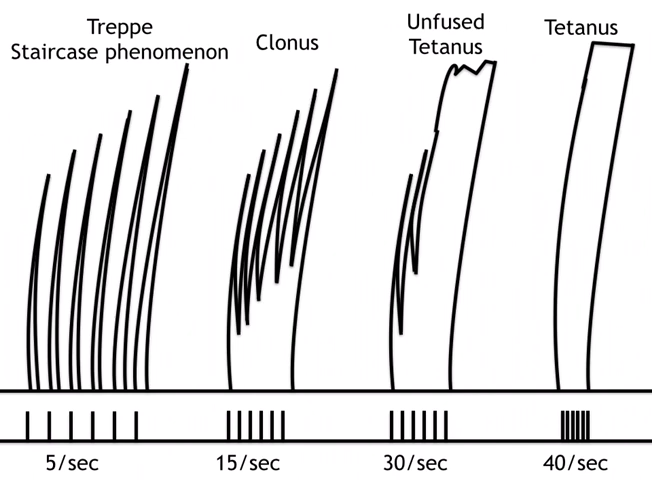 Treppe
Staircase phenomenon
Clonus
Unfused
Tetanus
Tetanus
5/sec
15/sec
30/sec
40/sec